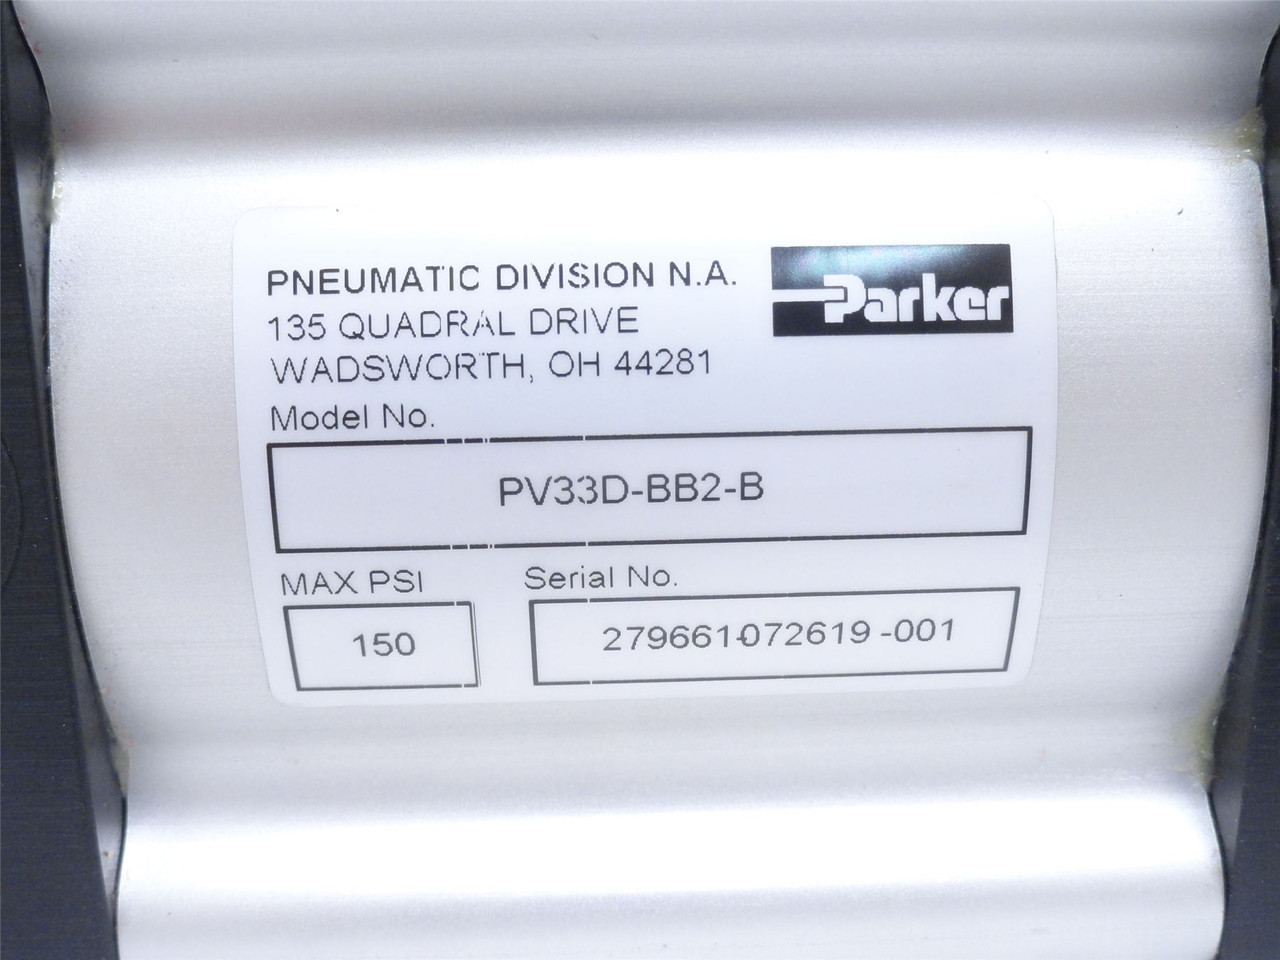 PNEUMATIC DIVISION N.A.
135 QUADRAL DRIVE
WADSWORTH, OH 44281
Parker
Model No.
PV33D-BB2-B
MAX PSI
150
Serial No.
279661-072619 -001